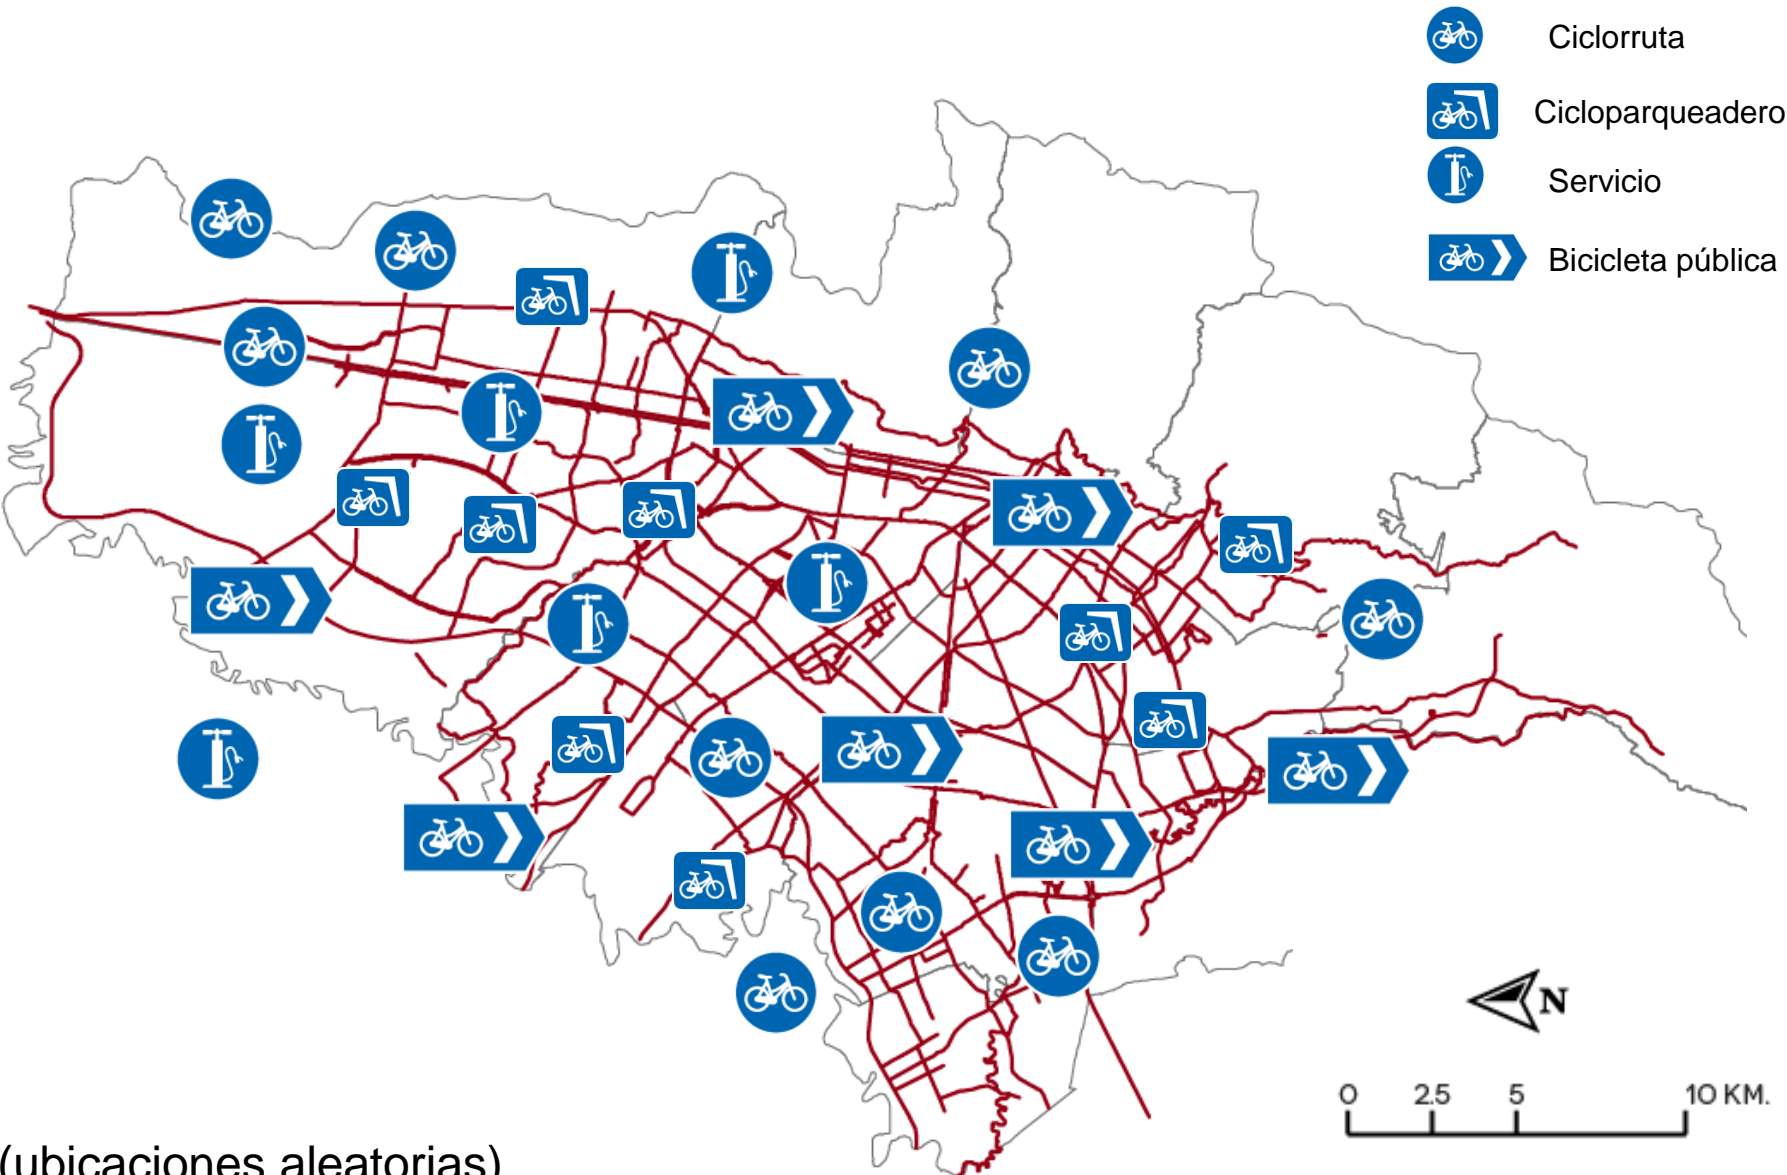 Ciclorruta
Cicloparqueadero
Servicio
Bicicleta pública
N
0 2.5 5 10 KM.
(ubicaciones aleatorias)